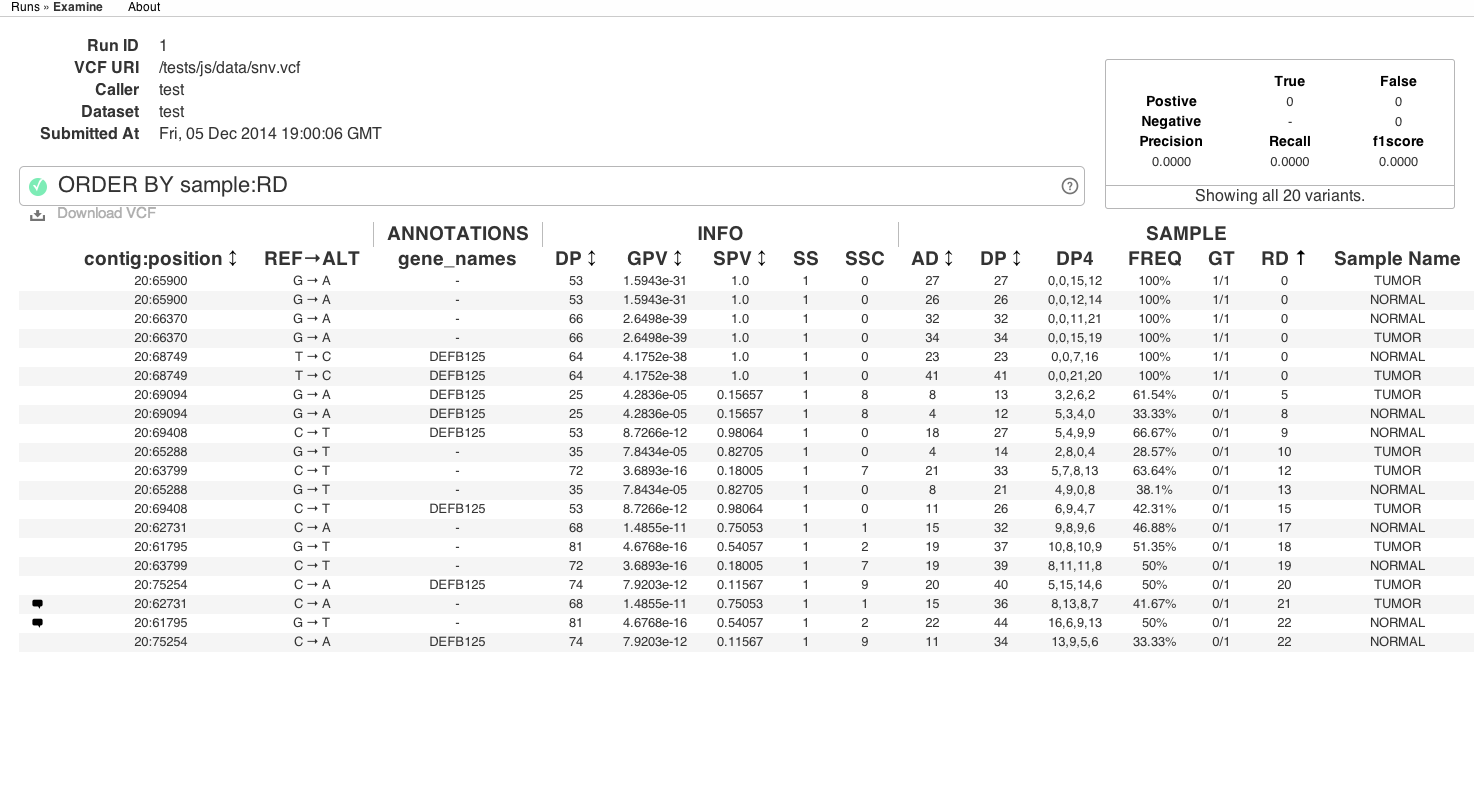 Runs » Examine About
Run ID 1
VCF URI /tests/js/data/snv.vcf
Caller test
Dataset test
Submitted At Fri, 05 Dec 2014 19:00:06 GMT
True False
Postive 0 0
Negative - 0
Precision Recall f1score
0.0000 0.0000 0.0000
Showing all 20 variants.
ORDER BY sample:RD ?
Download VCF
ANNOTATIONS INFO SAMPLE
contig:position ↕ REF→ALT gene_names DP ↕ GPV ↕ SPV ↕ SS SSC AD ↕ DP ↕ DP4 FREQ GT RD ↑ Sample Name
20:65900 G → A - 53 1.5943e-31 1.0 1 0 27 27 0,0,15,12 100% 1/1 0 TUMOR
20:65900 G → A - 53 1.5943e-31 1.0 1 0 26 26 0,0,12,14 100% 1/1 0 NORMAL
20:66370 G → A - 66 2.6498e-39 1.0 1 0 32 32 0,0,11,21 100% 1/1 0 NORMAL
20:66370 G → A - 66 2.6498e-39 1.0 1 0 34 34 0,0,15,19 100% 1/1 0 TUMOR
20:68749 T → C DEFB125 64 4.1752e-38 1.0 1 0 23 23 0,0,7,16 100% 1/1 0 NORMAL
20:68749 T → C DEFB125 64 4.1752e-38 1.0 1 0 41 41 0,0,21,20 100% 1/1 0 TUMOR
20:69094 G → A DEFB125 25 4.2836e-05 0.15657 1 8 8 13 3,2,6,2 61.54% 0/1 5 TUMOR
20:69094 G → A DEFB125 25 4.2836e-05 0.15657 1 8 4 12 5,3,4,0 33.33% 0/1 8 NORMAL
20:69408 C → T DEFB125 53 8.7266e-12 0.98064 1 0 18 27 5,4,9,9 66.67% 0/1 9 NORMAL
20:65288 G → T - 35 7.8434e-05 0.82705 1 0 4 14 2,8,0,4 28.57% 0/1 10 TUMOR
20:63799 C → T - 72 3.6893e-16 0.18005 1 7 21 33 5,7,8,13 63.64% 0/1 12 TUMOR
20:65288 G → T - 35 7.8434e-05 0.82705 1 0 8 21 4,9,0,8 38.1% 0/1 13 NORMAL
20:69408 C → T DEFB125 53 8.7266e-12 0.98064 1 0 11 26 6,9,4,7 42.31% 0/1 15 TUMOR
20:62731 C → A - 68 1.4855e-11 0.75053 1 1 15 32 9,8,9,6 46.88% 0/1 17 NORMAL
20:61795 G → T - 81 4.6768e-16 0.54057 1 2 19 37 10,8,10,9 51.35% 0/1 18 TUMOR
20:63799 C → T - 72 3.6893e-16 0.18005 1 7 19 39 8,11,11,8 50% 0/1 19 NORMAL
20:75254 C → A DEFB125 74 7.9203e-12 0.11567 1 9 20 40 5,15,14,6 50% 0/1 20 TUMOR
20:62731 C → A - 68 1.4855e-11 0.75053 1 1 15 36 8,13,8,7 41.67% 0/1 21 TUMOR
20:61795 G → T - 81 4.6768e-16 0.54057 1 2 22 44 16,6,9,13 50% 0/1 22 NORMAL
20:75254 C → A DEFB125 74 7.9203e-12 0.11567 1 9 11 34 13,9,5,6 33.33% 0/1 22 NORMAL